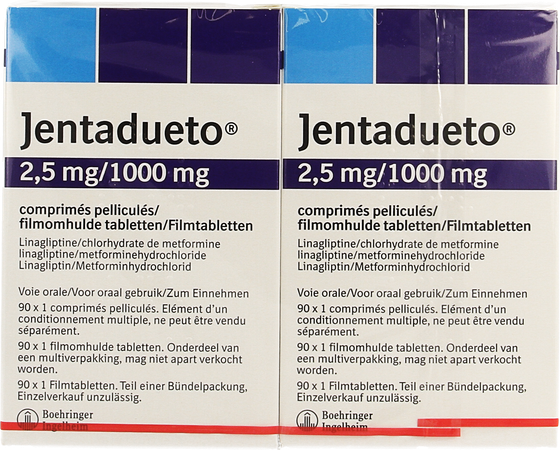 Jentadueto®
2,5 mg/1000 mg
comprimés pelliculés/
filmomhulde tabletten/Filmtabletten
Linagliptine/chlorhydrate de metformine
linagliptine/metforminehydrochloride
Linagliptin/Metforminhydrochlorid
Voie orale/Voor oraal gebruik/Zum Einnehmen
90 x 1 comprimés pelliculés. Elément d'un
conditionnement multiple, ne peut être vendu
séparément.
90 x 1 filmomhulde tabletten. Onderdeel van
een multiverpakking, mag niet apart verkocht
worden.
90 x 1 Filmtabletten. Teil einer Bündelpackung,
Einzelverkauf unzulässig.
Boehringer
Ingelheim
Jentadueto®
2,5 mg/1000 mg
comprimés pelliculés/
filmomhulde tabletten/Filmtabletten
Linagliptine/chlorhydrate de metformine
linagliptine/metforminehydrochloride
Linagliptin/Metforminhydrochlorid
Voie orale/Voor oraal gebruik/Zum Einnehmen
90 x 1 comprimés pelliculés. Elément d'un
conditionnement multiple, ne peut être vendu
séparément.
90 x 1 filmomhulde tabletten. Onderdeel van
een multiverpakking, mag niet apart verkocht
worden.
90 x 1 Filmtabletten. Teil einer Bündelpackung,
Einzelverkauf unzulässig.
Boehringer
Ingelheim